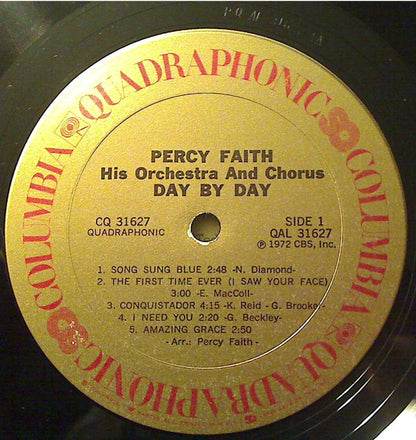 COLUMBIA QUADRAPHONIC COLUMBIA QUADRAPHONIC
PERCY FAITH
His Orchestra And Chorus
DAY BY DAY
CQ 31627
QUADRAPHONIC
SIDE 1
QAL 31627
℗ 1972 CBS, Inc.
1. SONG SUNG BLUE 2:48 -N. Diamond-
2. THE FIRST TIME EVER (I SAW YOUR FACE)
3:00 -E. MacColl-
3. CONQUISTADOR 4:15 -K. Reid - G. Brooker-
4. I NEED YOU 2:20 -G. Beckley-
5. AMAZING GRACE 2:50
-Arr.: Percy Faith-